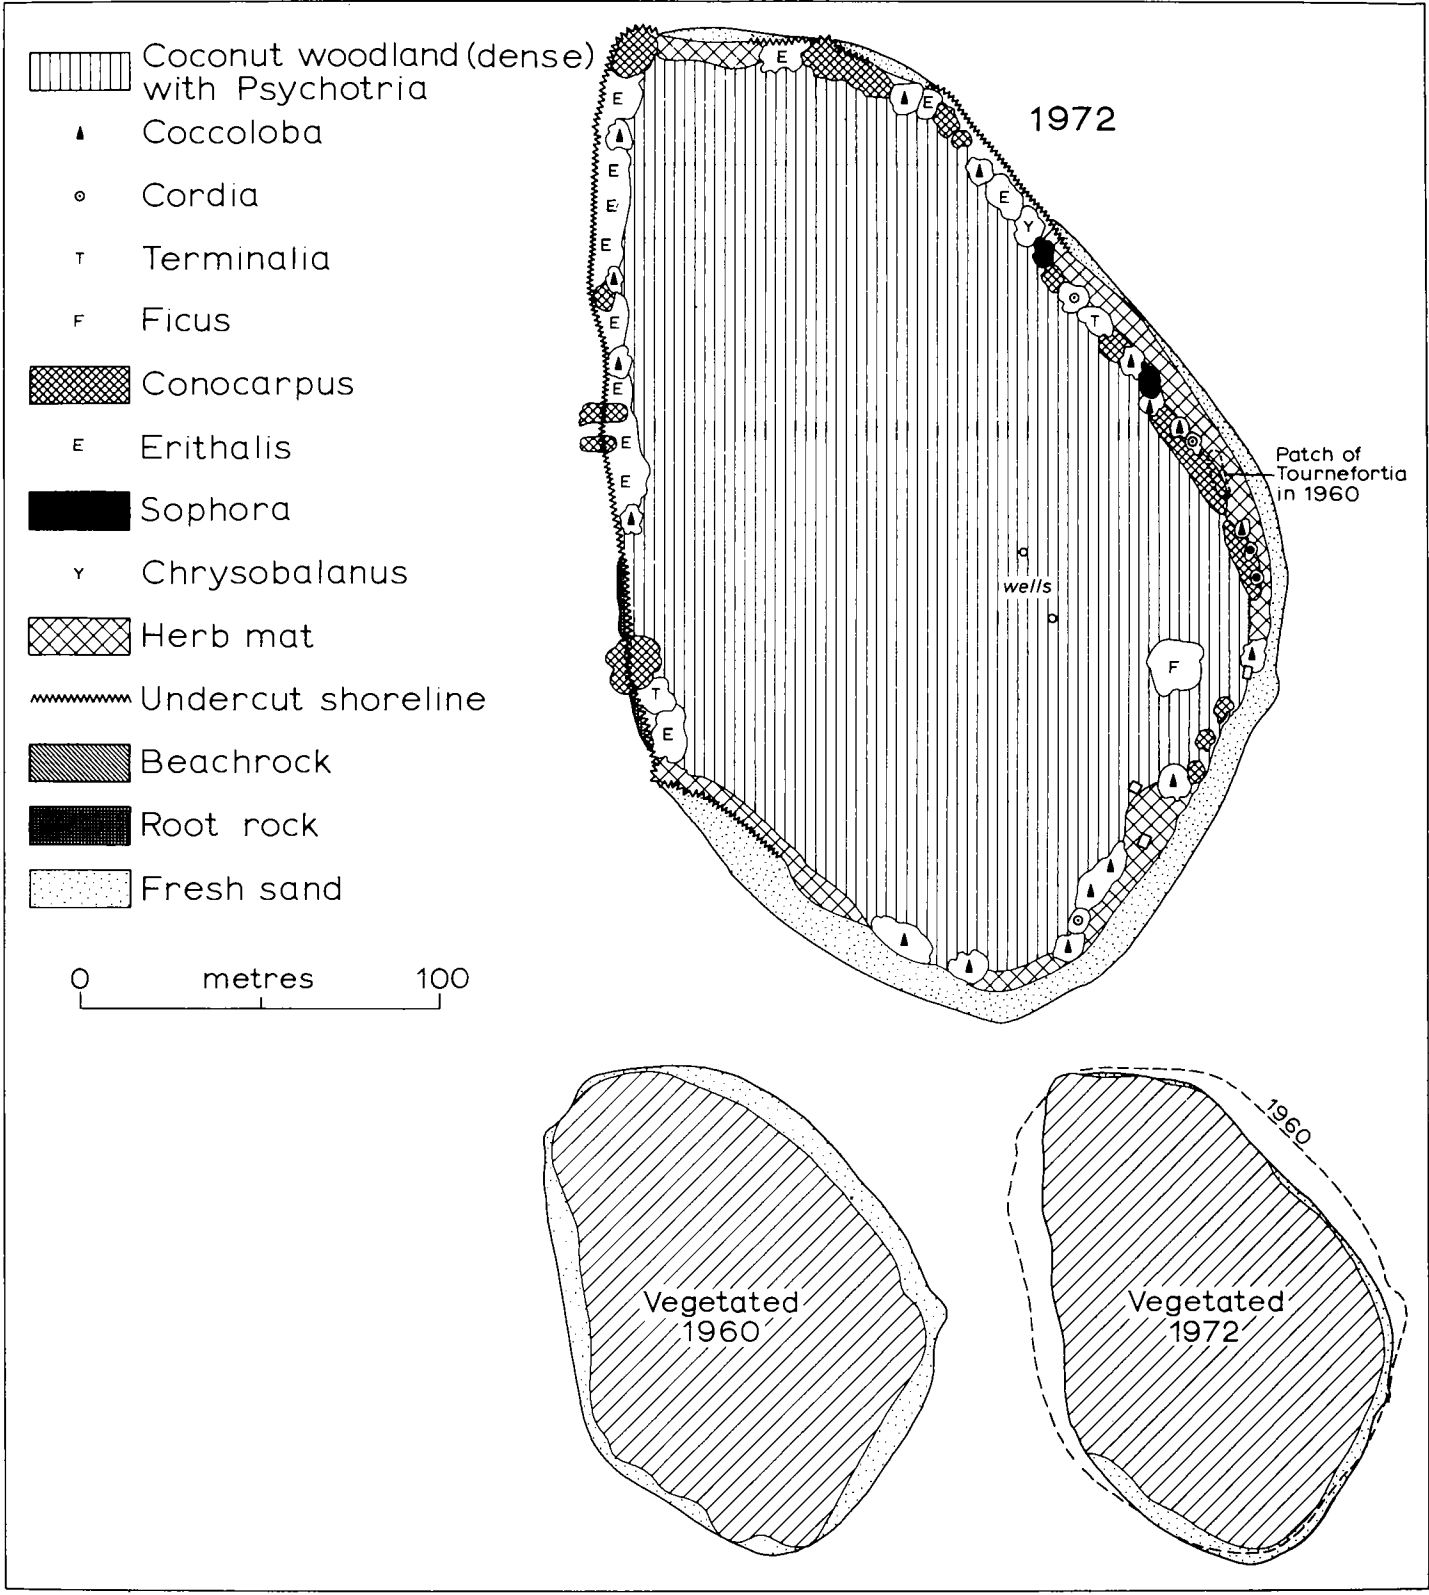 Coconut woodland (dense)
with Psychotria
Coccoloba
Cordia
T Terminalia
F Ficus
Conocarpus
E Erithalis
Sophora
Y Chrysobalanus
Herb mat
Undercut shoreline
Beachrock
Root rock
Fresh sand
0 metres 100
1972
E
E
E
E
E
E
E
E
Y
E
T
E
E
E
E
Patch of
Tournefortia
in 1960
wells
F
T
E
1960
Vegetated
1960
Vegetated
1972